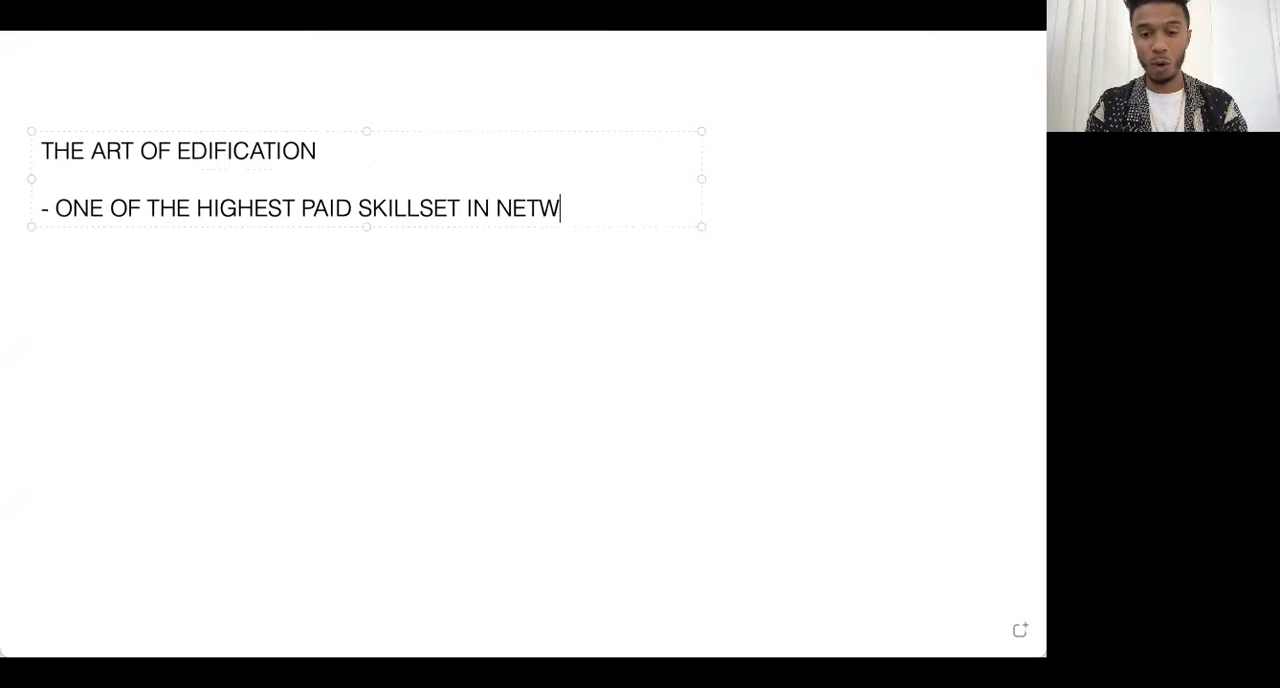 THE ART OF EDIFICATION
- ONE OF THE HIGHEST PAID SKILLSET IN NETW